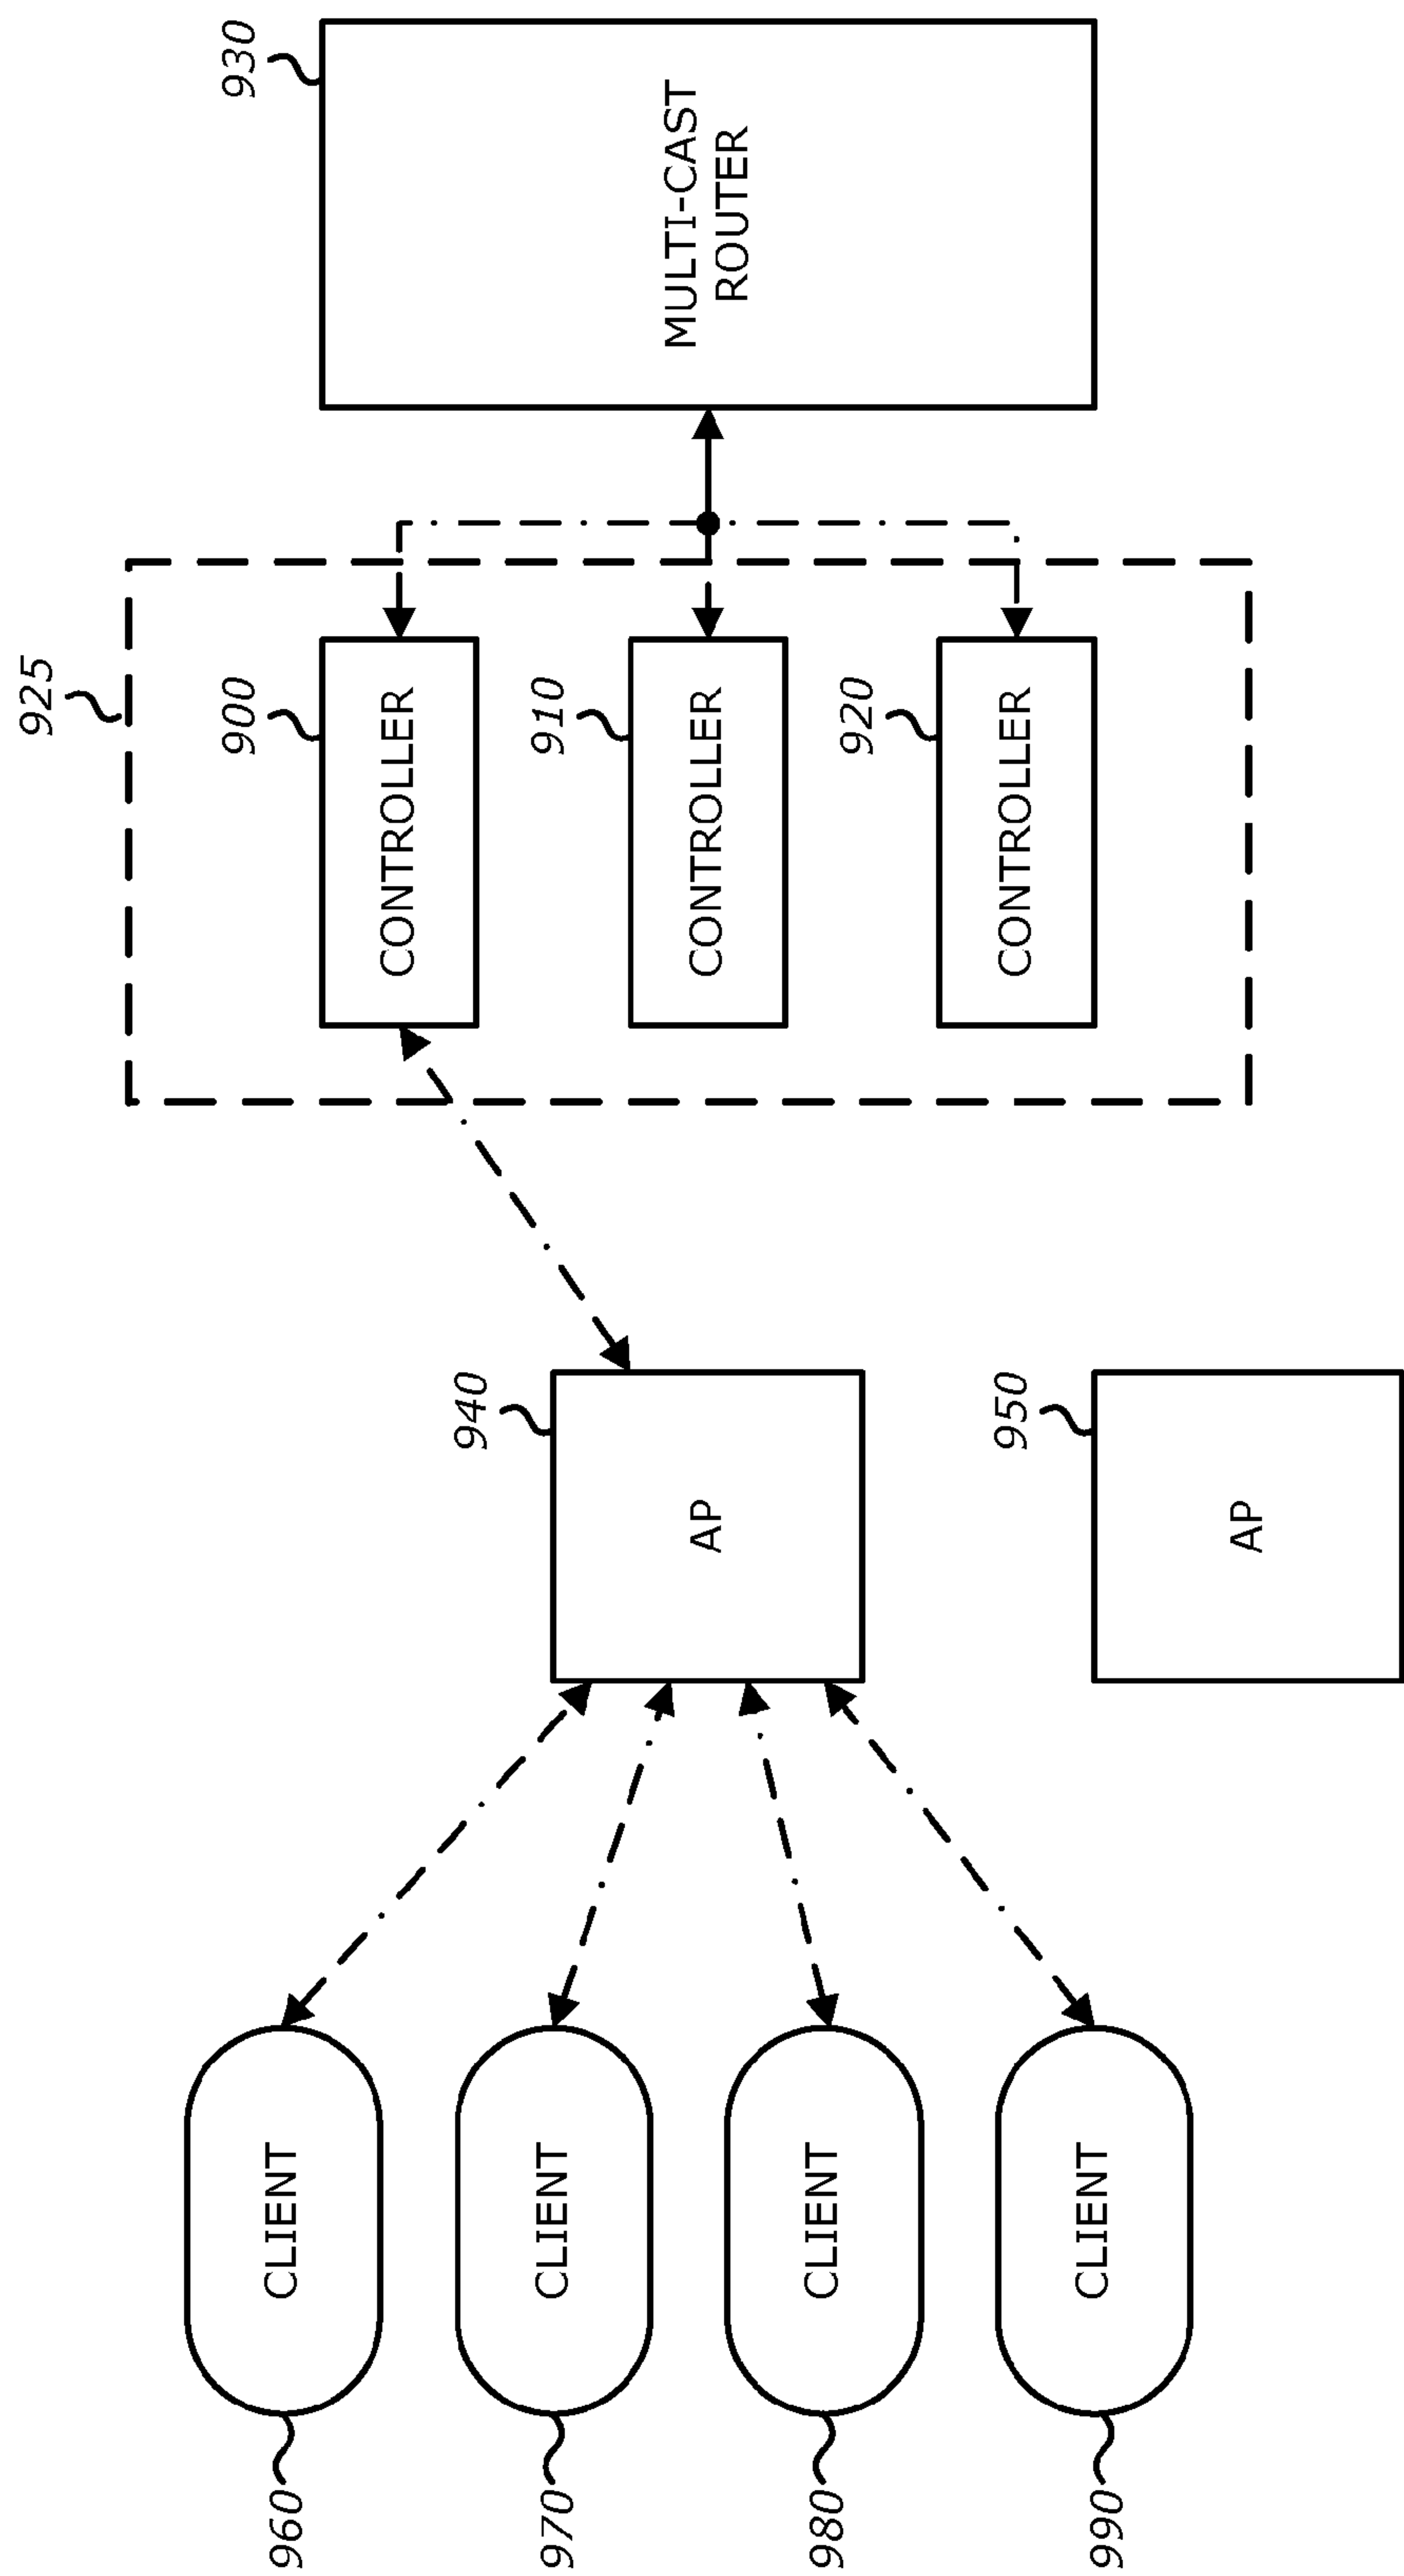 960
CLIENT
970
CLIENT
980
CLIENT
990
CLIENT
940
AP
950
AP
925
900
CONTROLLER
910
CONTROLLER
920
CONTROLLER
930
MULTI-CAST
ROUTER